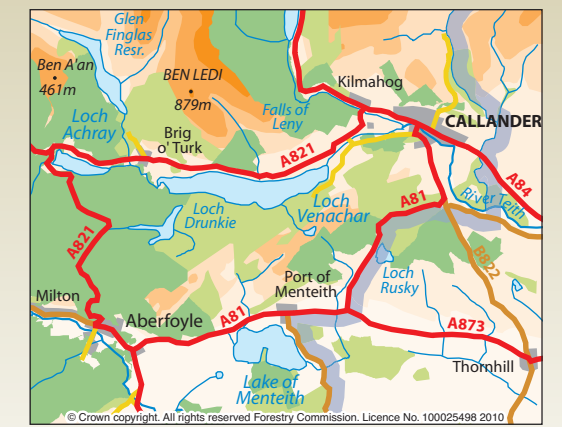 Glen
Finglas
Resr.
Ben A'an
461m
BEN LEDI
879m
Kilmahog
Loch
Achray
Falls of
Leny
CALLANDER
Brig
o' Turk
A821
A84
Loch
Venachar
A81
River Teith
Loch
Drunkie
A821
B822
Milton
Port of
Menteith
Loch
Rusky
Aberfoyle
A81
A873
Thornhill
Lake of
Menteith
© Crown copyright. All rights reserved Forestry Commission. Licence No. 100025498 2010